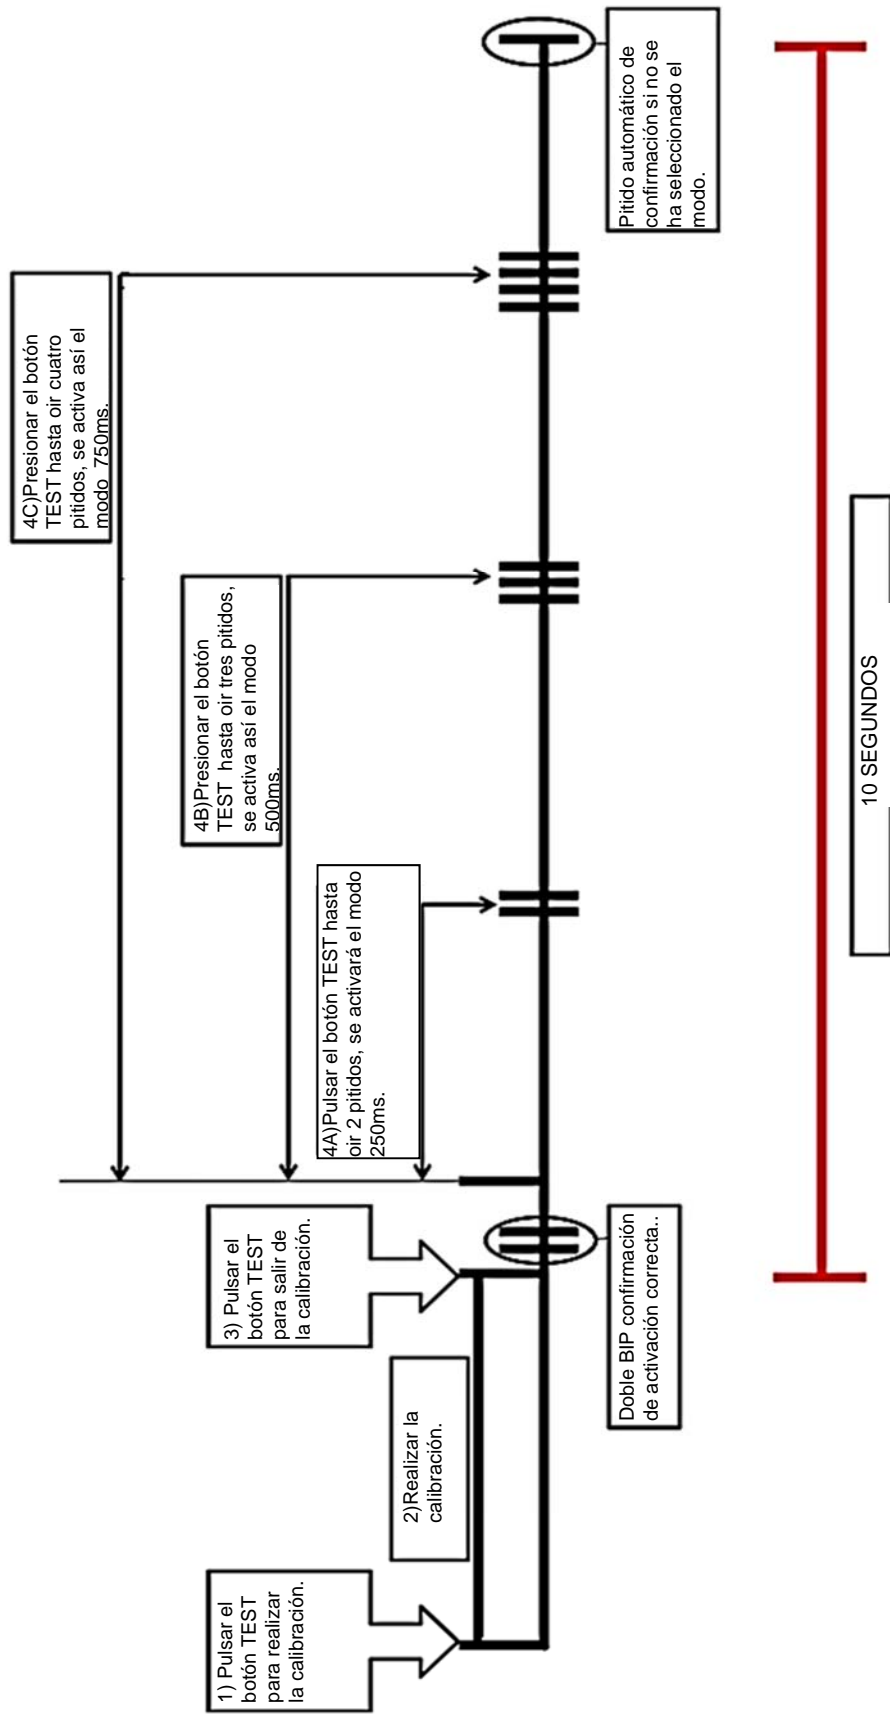 1) Pulsar el
botón TEST
para realizar
la calibración.
2)Realizar la
calibración.
3) Pulsar el
botón TEST
para salir de
la calibración.
Doble BIP confirmación
de activación correcta..
4A)Pulsar el botón TEST hasta
oir 2 pitidos, se activará el modo
250ms.
4B)Presionar el botón
TEST hasta oir tres pitidos,
se activa así el modo
500ms.
4C)Presionar el botón
TEST hasta oir cuatro
pitidos, se activa así el
modo 750ms.
Pitido automático de
confirmación si no se
ha seleccionado el
modo.
10 SEGUNDOS